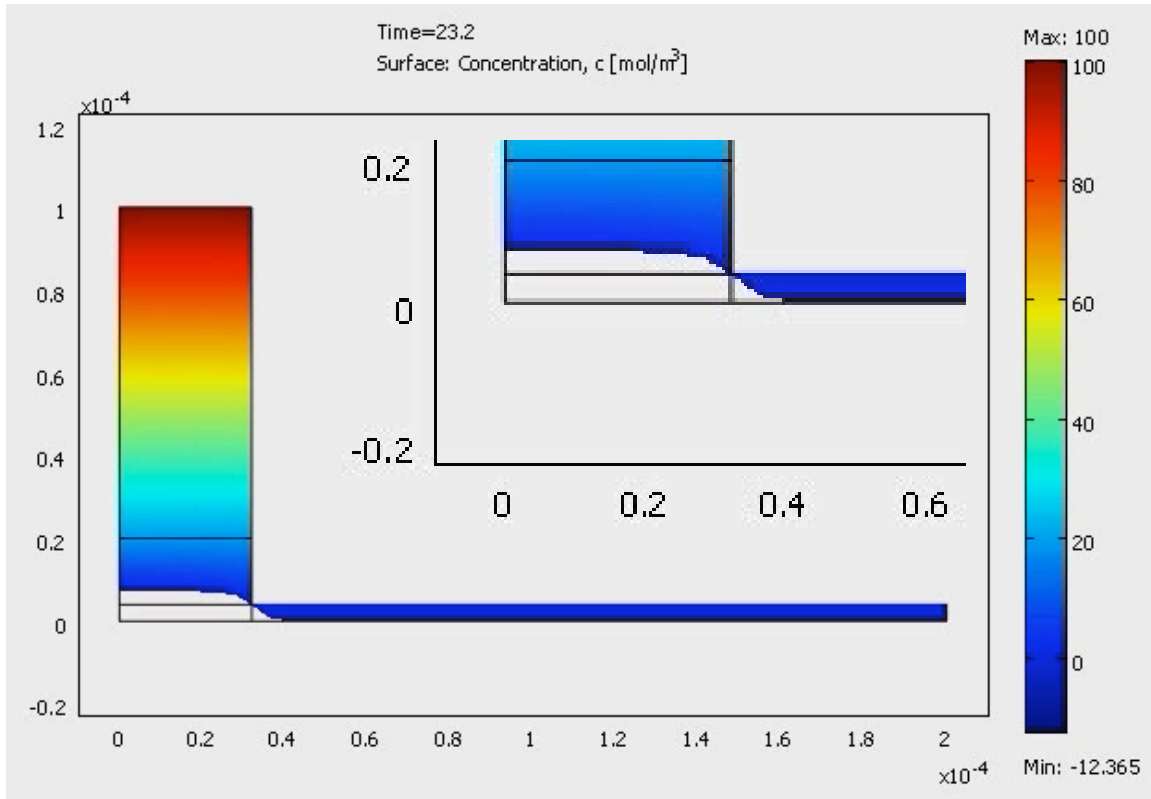 Time=23.2
Surface: Concentration, c [mol/m³]
Max: 100
x10⁻⁴
1.2
1
0.8
0.6
0.4
0.2
0
-0.2
0.2
0
-0.2
0 0.2 0.4 0.6
100
80
60
40
20
0
0 0.2 0.4 0.6 0.8 1 1.2 1.4 1.6 1.8 2
x10⁻⁴
Min: -12.365